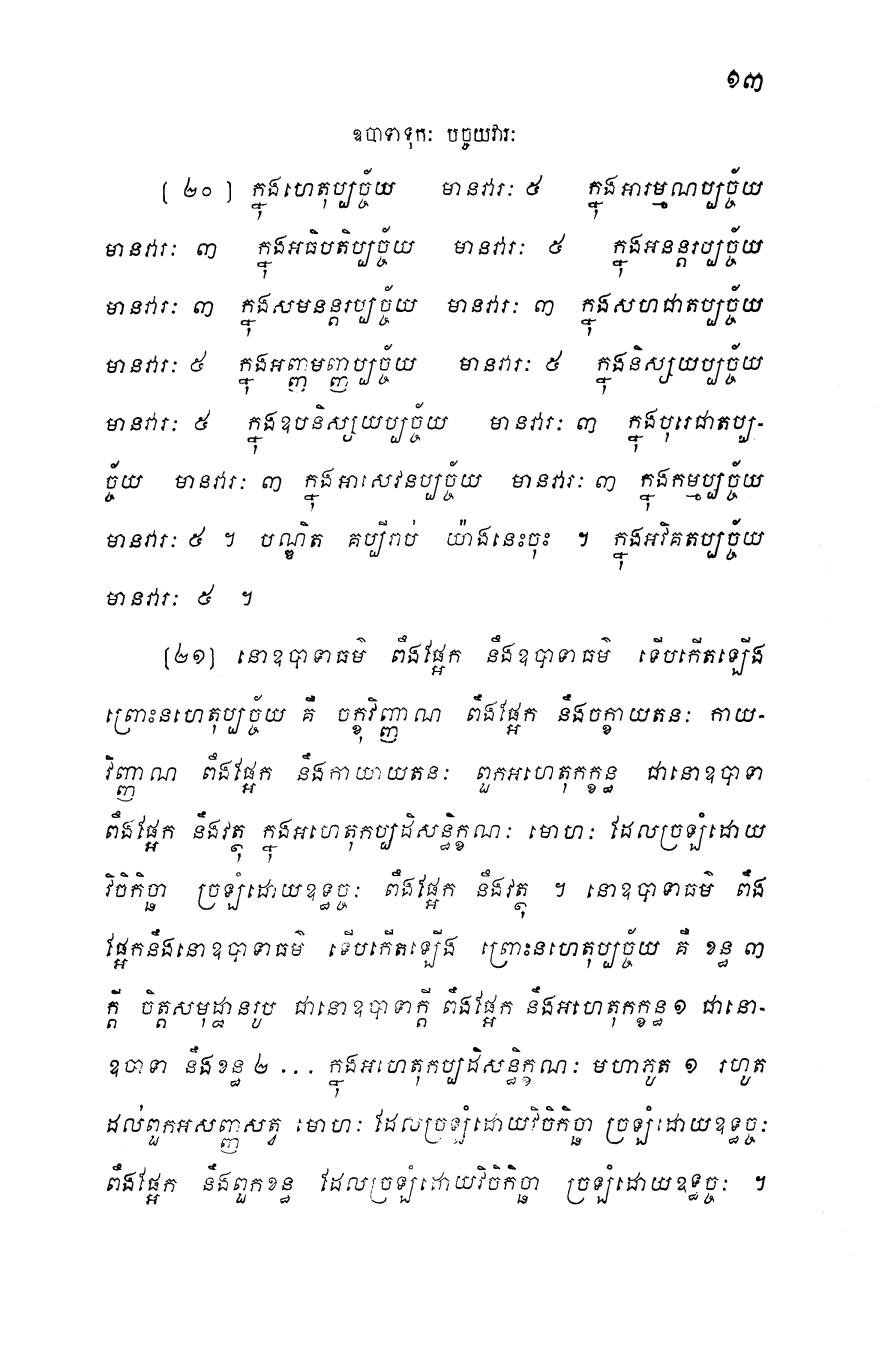 ១៣
ឧបាទាទុកៈ បច្ចយវារៈ
(២០) ក្នុងហេតុប្បច្ច័យ មានវារៈ ៥ ក្នុងអារម្មណប្បច្ច័យ
មានវារៈ ៣ ក្នុងអធិបតិប្បច្ច័យ មានវារៈ ៥ ក្នុងអនន្តរប្បច្ច័យ
មានវារៈ ៣ ក្នុងសមនន្តរប្បច្ច័យ មានវារៈ ៣ ក្នុងសហជាតប្បច្ច័យ
មានវារៈ ៥ ក្នុងអញ្ញមញ្ញប្បច្ច័យ មានវារៈ ៥ ក្នុងនិស្សយប្បច្ច័យ
មានវារៈ ៥ ក្នុងឧបនិស្សយប្បច្ច័យ មានវារៈ ៣ ក្នុងបុរេជាតប្ប-
ច្ច័យ មានវារៈ ៣ ក្នុងអាសេវនប្បច្ច័យ មានវារៈ ៣ ក្នុងកម្មប្បច្ច័យ
មានវារៈ ៥ ។ បណ្ឌិត គប្បីរាប់ យ៉ាងនេះចុះ ។ ក្នុងអវិគតប្បច្ច័យ
មានវារៈ ៥ ។
(២១) នោឧបាទាធម៌ ពឹងផ្អែក នឹងឧបាទាធម៌ ទើបកើតឡើង
ព្រោះនហេតុប្បច្ច័យ គឺ ចក្ខុវិញ្ញាណ ពឹងផ្អែក នឹងចក្ខាយតនៈ កាយ-
វិញ្ញាណ ពឹងផ្អែក នឹងកាយាយតនៈ ពួកអហេតុកក្ខន្ធ ជានោឧបាទា
ពឹងផ្អែក នឹងវត្ថុ ក្នុងអហេតុកប្បដិសន្ធិក្ខណៈ មោហៈ ដែលច្រឡំដោយ
វិចិកិច្ឆា ច្រឡំដោយឧទ្ធច្ចៈ ពឹងផ្អែក នឹងវត្ថុ ។ នោឧបាទាធម៌ ពឹង
ផ្អែកនឹងនោឧបាទាធម៌ ទើបកើតឡើង ព្រោះនហេតុប្បច្ច័យ គឺ ខន្ធ ៣
ក្តី ចិត្តសមុដ្ឋានរូប ជានោឧបាទាក្តី ពឹងផ្អែក នឹងអហេតុកក្ខន្ធ ១ ជានោ-
ឧបាទា នឹងខន្ធ ២ ... ក្នុងអហេតុកប្បដិសន្ធិក្ខណៈ មហាភូត ១ រហូត
ដល់ពួកអសញ្ញសត្វ មោហៈ ដែលច្រឡំដោយវិចិកិច្ឆា ច្រឡំដោយឧទ្ធច្ចៈ
ពឹងផ្អែក នឹងពួកខន្ធ ដែលច្រឡំដោយវិចិកិច្ឆា ច្រឡំដោយឧទ្ធច្ចៈ ។